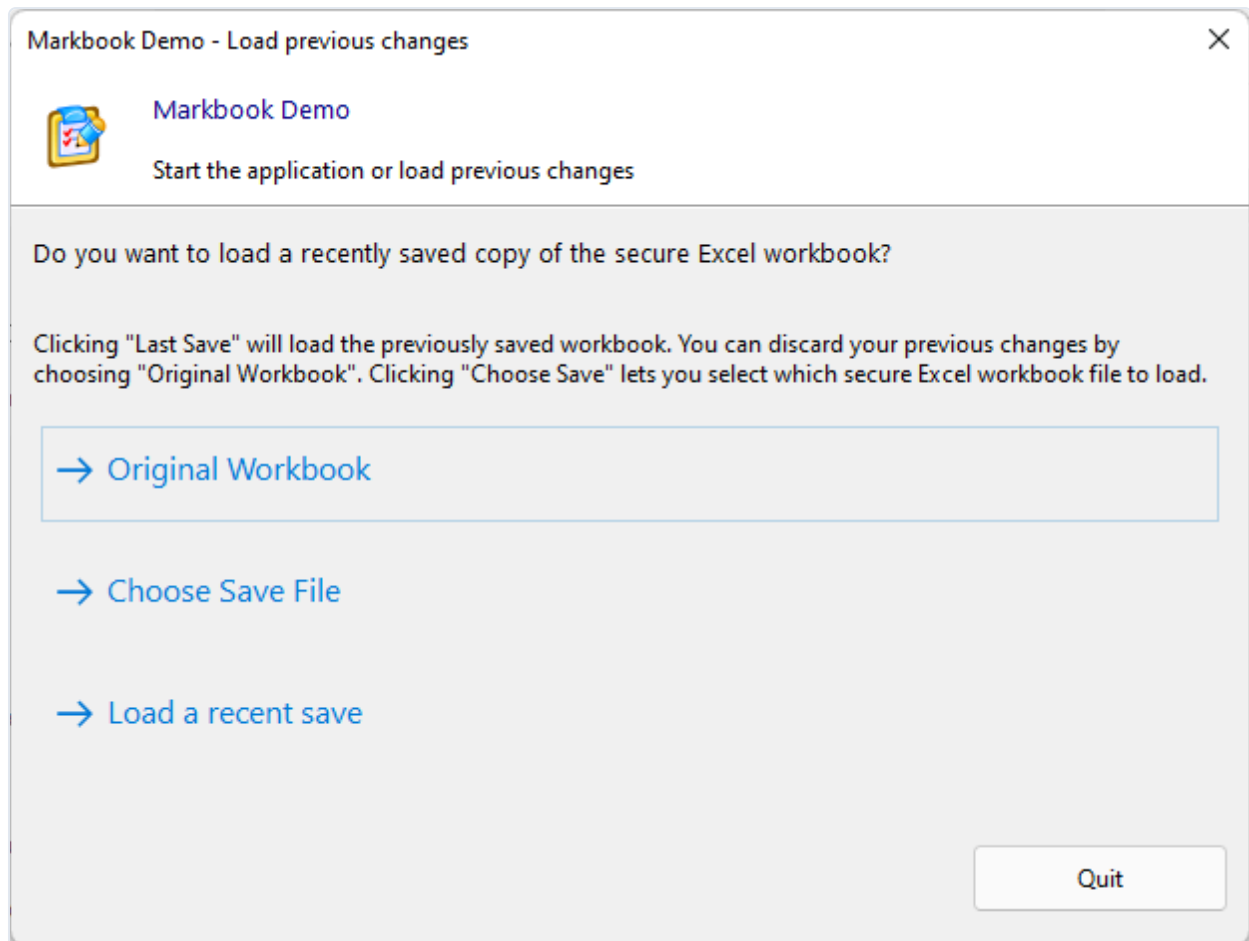 Markbook Demo - Load previous changes
Markbook Demo
Start the application or load previous changes
Do you want to load a recently saved copy of the secure Excel workbook?
Clicking "Last Save" will load the previously saved workbook. You can discard your previous changes by
choosing "Original Workbook". Clicking "Choose Save" lets you select which secure Excel workbook file to load.
Original Workbook
Choose Save File
Load a recent save
Quit